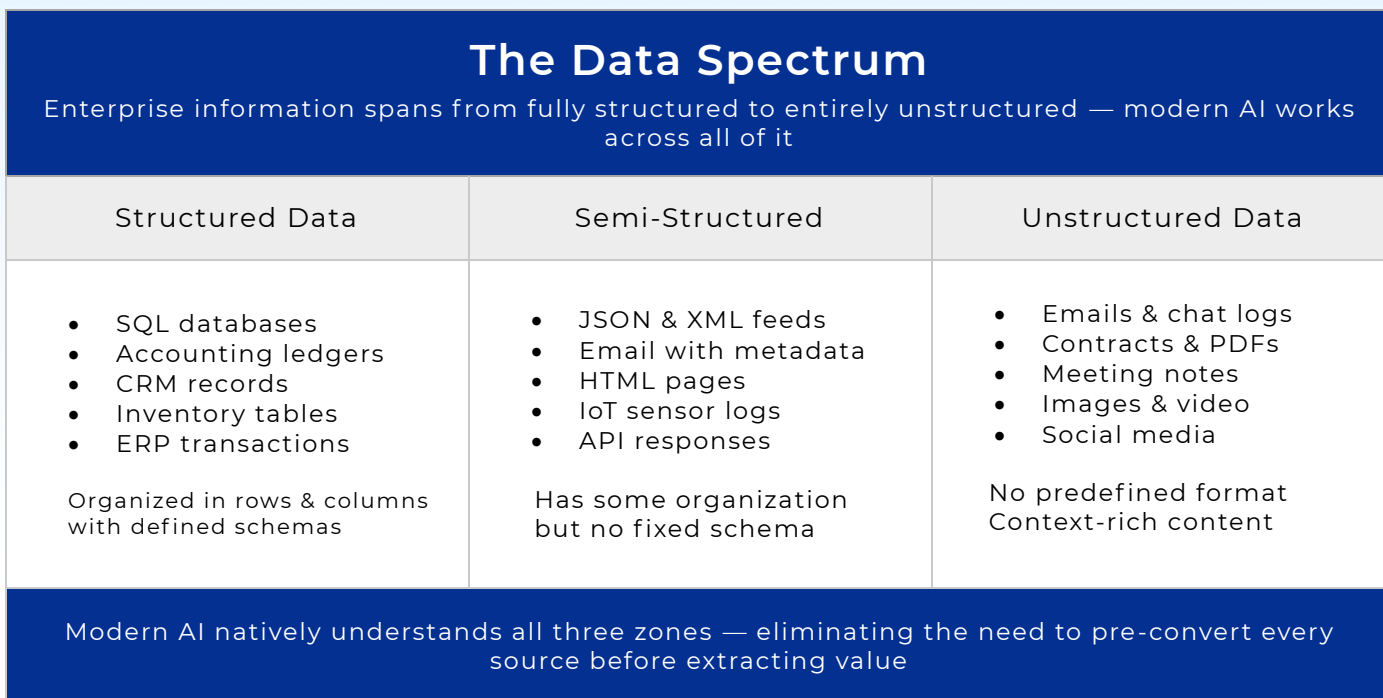 The Data Spectrum
Enterprise information spans from fully structured to entirely unstructured — modern AI works
across all of it
Structured Data
Semi-Structured
Unstructured Data
• SQL databases
• Accounting ledgers
• CRM records
• Inventory tables
• ERP transactions
Organized in rows & columns
with defined schemas
• JSON & XML feeds
• Email with metadata
• HTML pages
• IoT sensor logs
• API responses
Has some organization
but no fixed schema
• Emails & chat logs
• Contracts & PDFs
• Meeting notes
• Images & video
• Social media
No predefined format
Context-rich content
Modern AI natively understands all three zones — eliminating the need to pre-convert every
source before extracting value